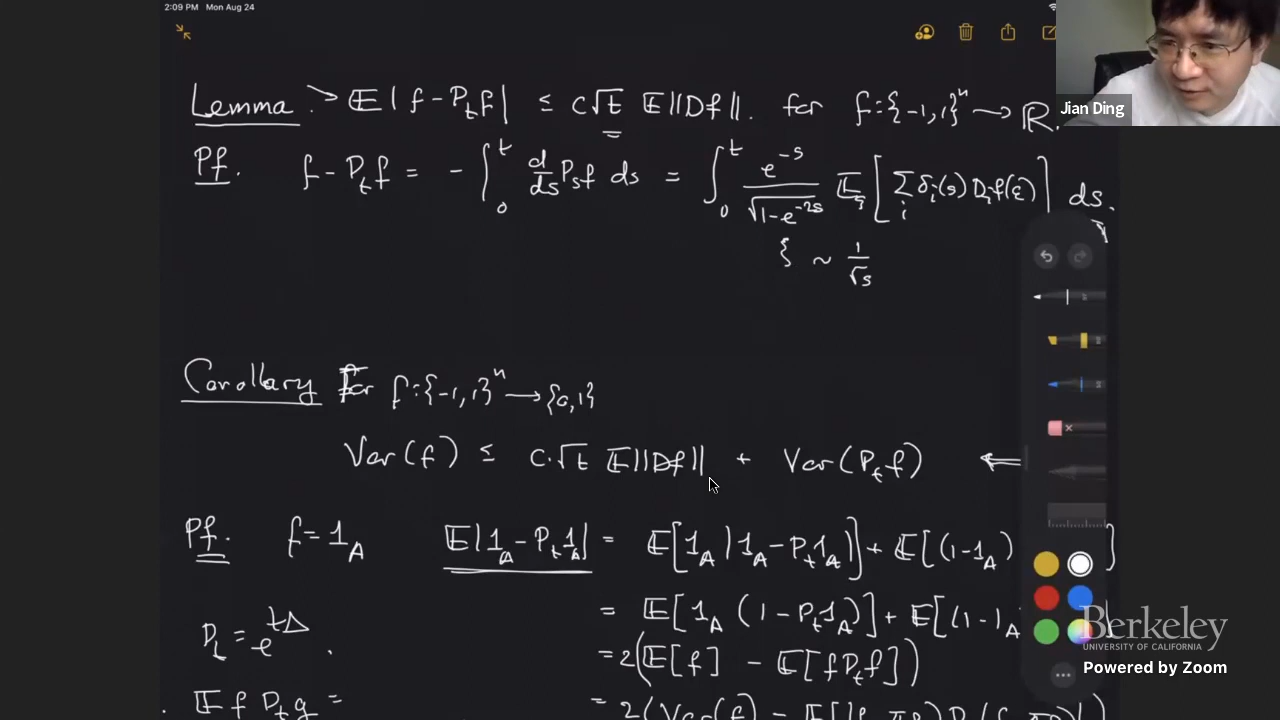 2:09 PM Mon Aug 24
Jian Ding
Lemma : > 𝔼|f - P_t f| ≤ c√t 𝔼||Df||. for f:{-1,1}^n → ℝ.
Pf. f - P_t f = - ∫_0^t d/ds P_s f ds = ∫_0^t e^{-s}/√(1-e^{-2s}) 𝔼_ξ [∑_i δ_i(s) D_i f(ε)] ds.
~ 1/√s
Corollary For f:{-1,1}^n → {0,1}
Var(f) ≤ c.√t 𝔼||Df|| + Var(P_t f) ⇐
Pf. f = 1_A 𝔼|1_A - P_t 1_A| = 𝔼[1_A |1_A - P_t 1_A|] + 𝔼[(1-1_A) ]
= 𝔼[1_A (1 - P_t 1_A)] + 𝔼[(1-1_A
P_t = e^{tΔ} .
= 2(𝔼[f] - 𝔼[f P_t f])
. 𝔼 f P_t g =
= 2(Var(f) - 𝔼[(f
Berkeley
UNIVERSITY OF CALIFORNIA
Powered by Zoom